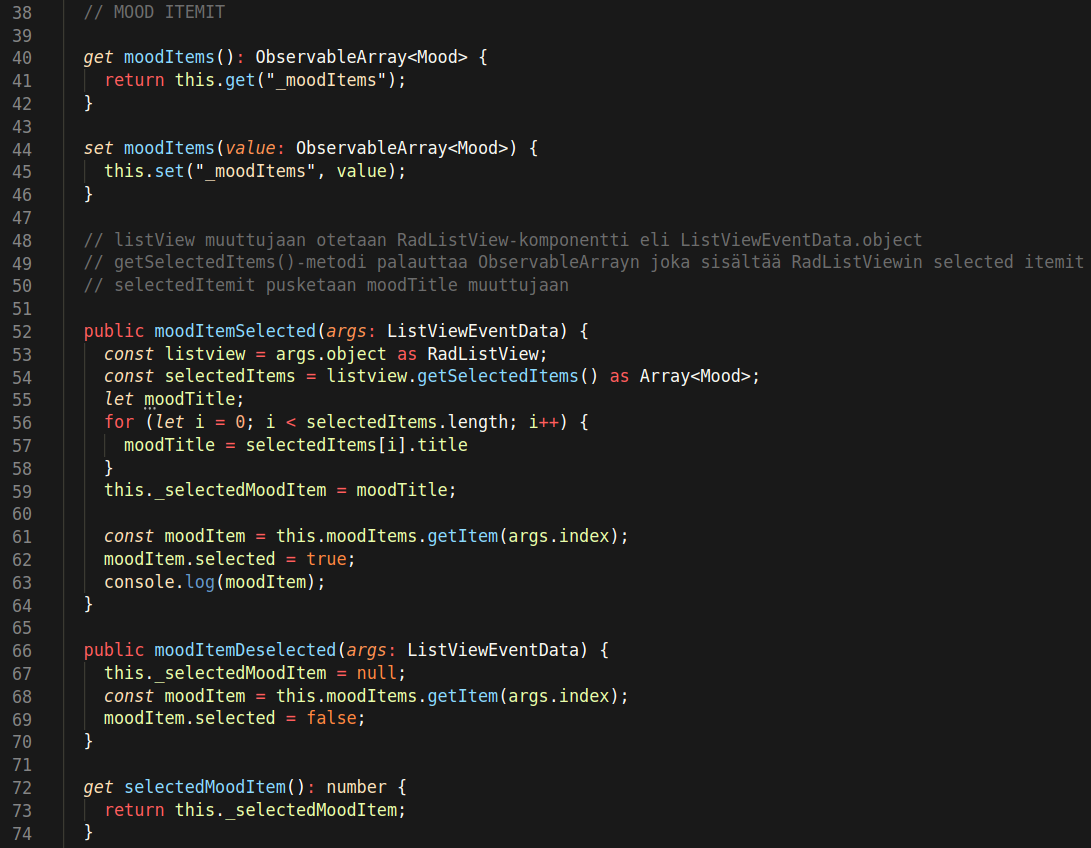 38 // MOOD ITEMIT
39
40 get moodItems(): ObservableArray<Mood> {
41 return this.get("_moodItems");
42 }
43
44 set moodItems(value: ObservableArray<Mood>) {
45 this.set("_moodItems", value);
46 }
47
48 // listView muuttujaan otetaan RadListView-komponentti eli ListViewEventData.object
49 // getSelectedItems()-metodi palauttaa ObservableArrayn joka sisältää RadListViewin selected itemit
50 // selectedItemit pusketaan moodTitle muuttujaan
51
52 public moodItemSelected(args: ListViewEventData) {
53 const listview = args.object as RadListView;
54 const selectedItems = listview.getSelectedItems() as Array<Mood>;
55 let moodTitle;
56 for (let i = 0; i < selectedItems.length; i++) {
57 moodTitle = selectedItems[i].title
58 }
59 this._selectedMoodItem = moodTitle;
60
61 const moodItem = this.moodItems.getItem(args.index);
62 moodItem.selected = true;
63 console.log(moodItem);
64 }
65
66 public moodItemDeselected(args: ListViewEventData) {
67 this._selectedMoodItem = null;
68 const moodItem = this.moodItems.getItem(args.index);
69 moodItem.selected = false;
70 }
71
72 get selectedMoodItem(): number {
73 return this._selectedMoodItem;
74 }